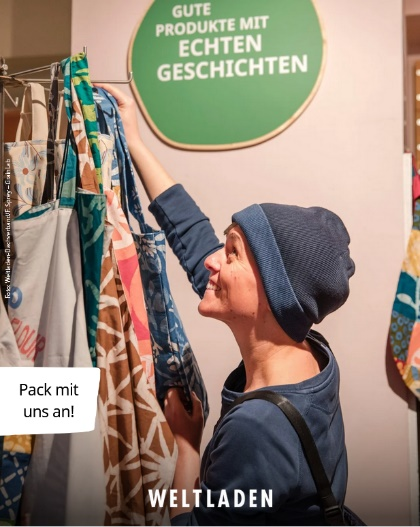 GUTE
PRODUKTE MIT
ECHTEN
GESCHICHTEN
Pack mit
uns an!
WELTLADEN